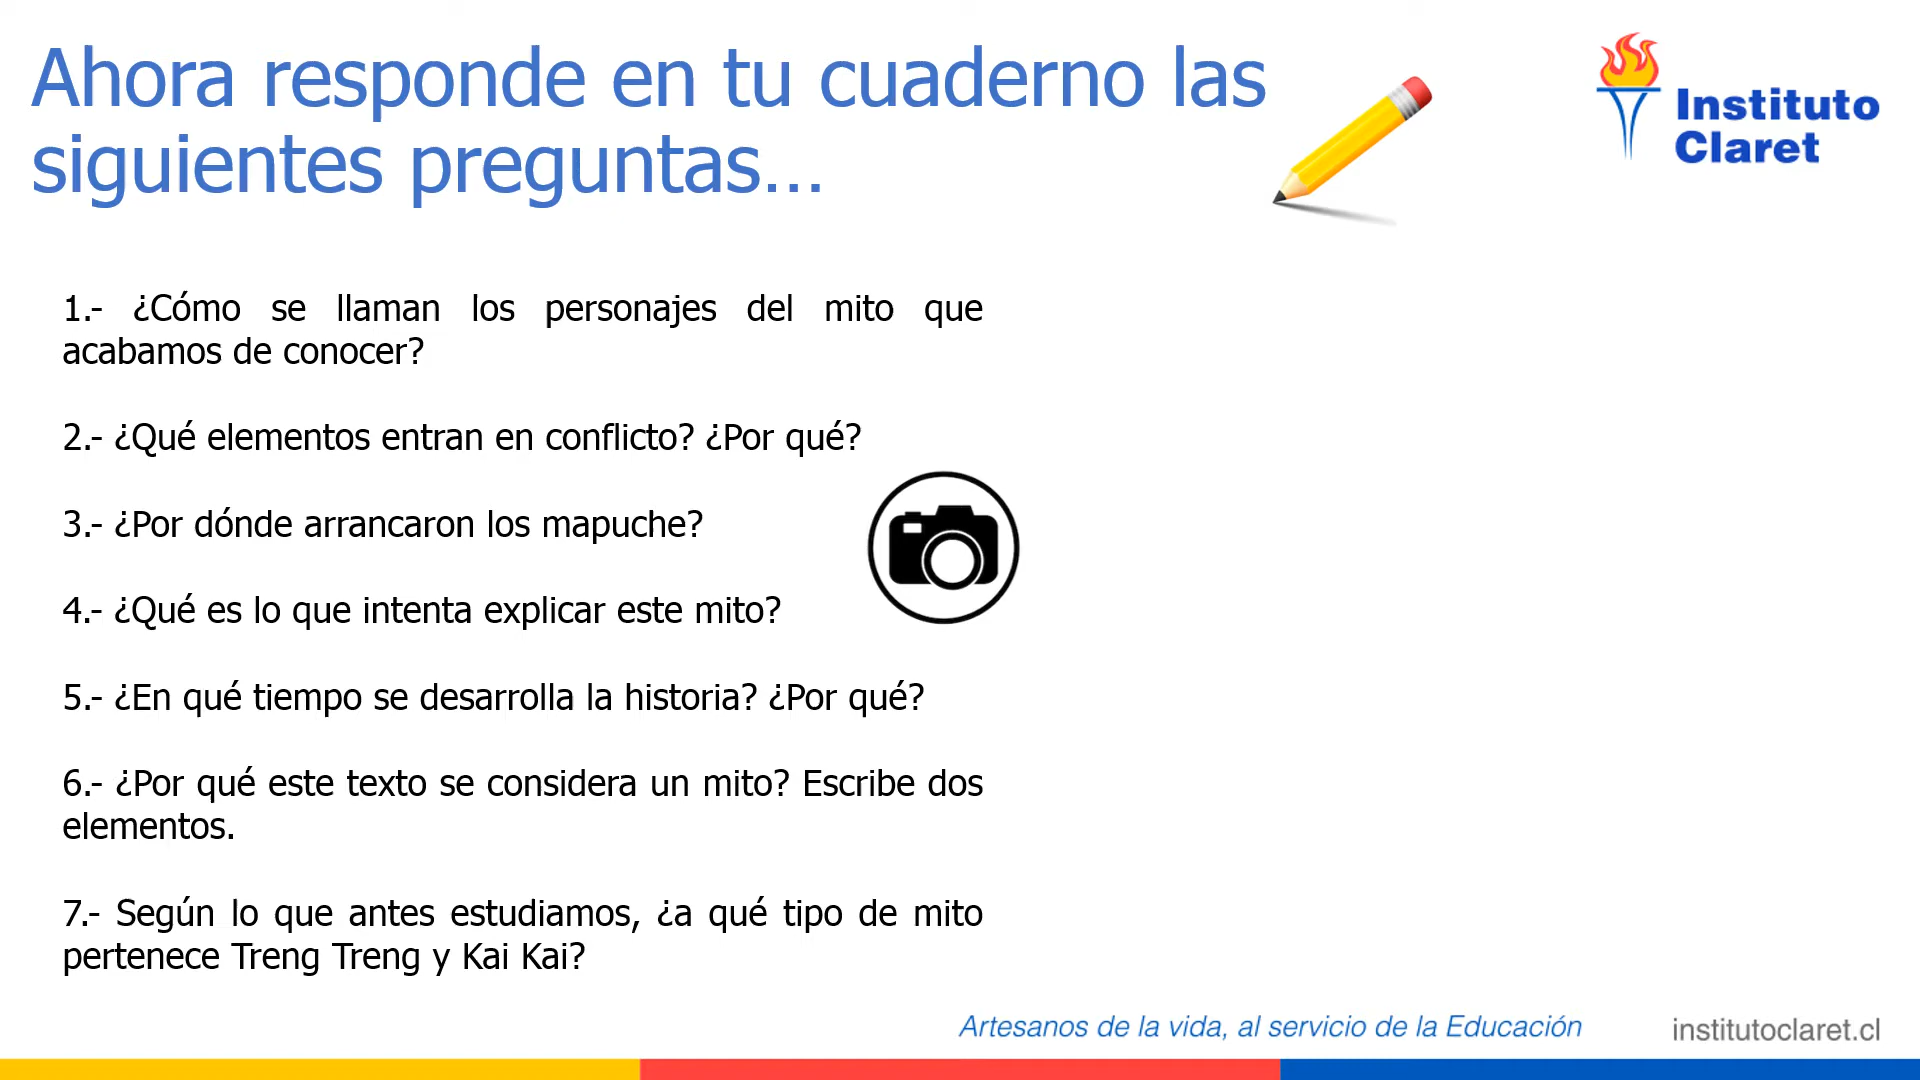 Ahora responde en tu cuaderno las
siguientes preguntas...
Instituto
Claret
1.- ¿Cómo se llaman los personajes del mito que
acabamos de conocer?
2.- ¿Qué elementos entran en conflicto? ¿Por qué?
3.- ¿Por dónde arrancaron los mapuche?
4.- ¿Qué es lo que intenta explicar este mito?
5.- ¿En qué tiempo se desarrolla la historia? ¿Por qué?
6.- ¿Por qué este texto se considera un mito? Escribe dos
elementos.
7.- Según lo que antes estudiamos, ¿a qué tipo de mito
pertenece Treng Treng y Kai Kai?
Artesanos de la vida, al servicio de la Educación
institutoclaret.cl